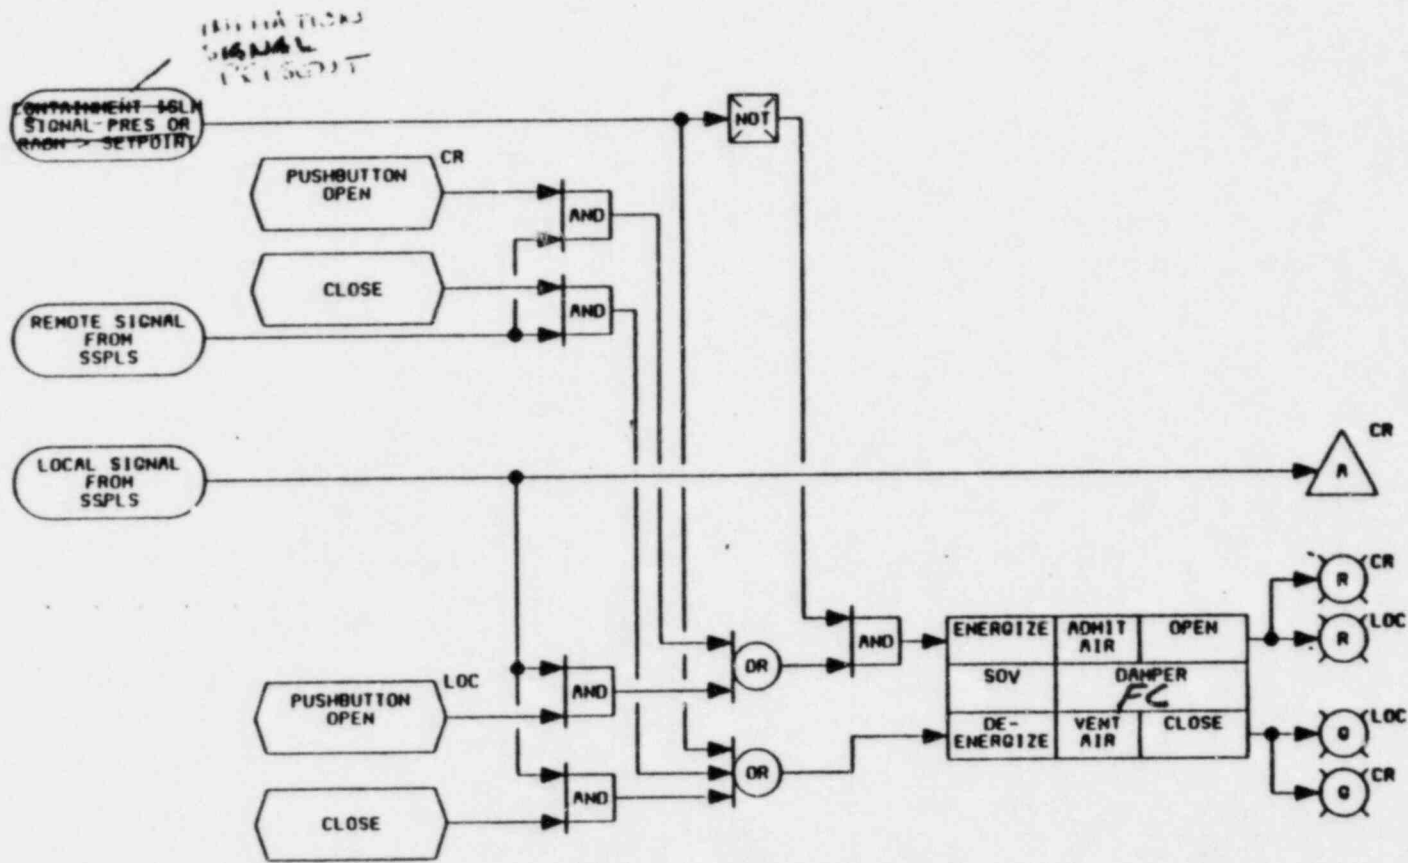 SIGNAL
CONTAINMENT ISLN
SIGNAL PRES OR
RADN > SETPOINT
NOT
CR
PUSHBUTTON
OPEN
AND
CLOSE
AND
REMOTE SIGNAL
FROM
SSPLS
LOCAL SIGNAL
FROM
SSPLS
CR
A
CR
R
LOC
R
LOC
PUSHBUTTON
OPEN
AND
OR
AND
ENERGIZE
ADMIT
AIR
OPEN
SOV
DAMPER
FC
DE-
ENERGIZE
VENT
AIR
CLOSE
LOC
G
CR
G
OR
AND
CLOSE